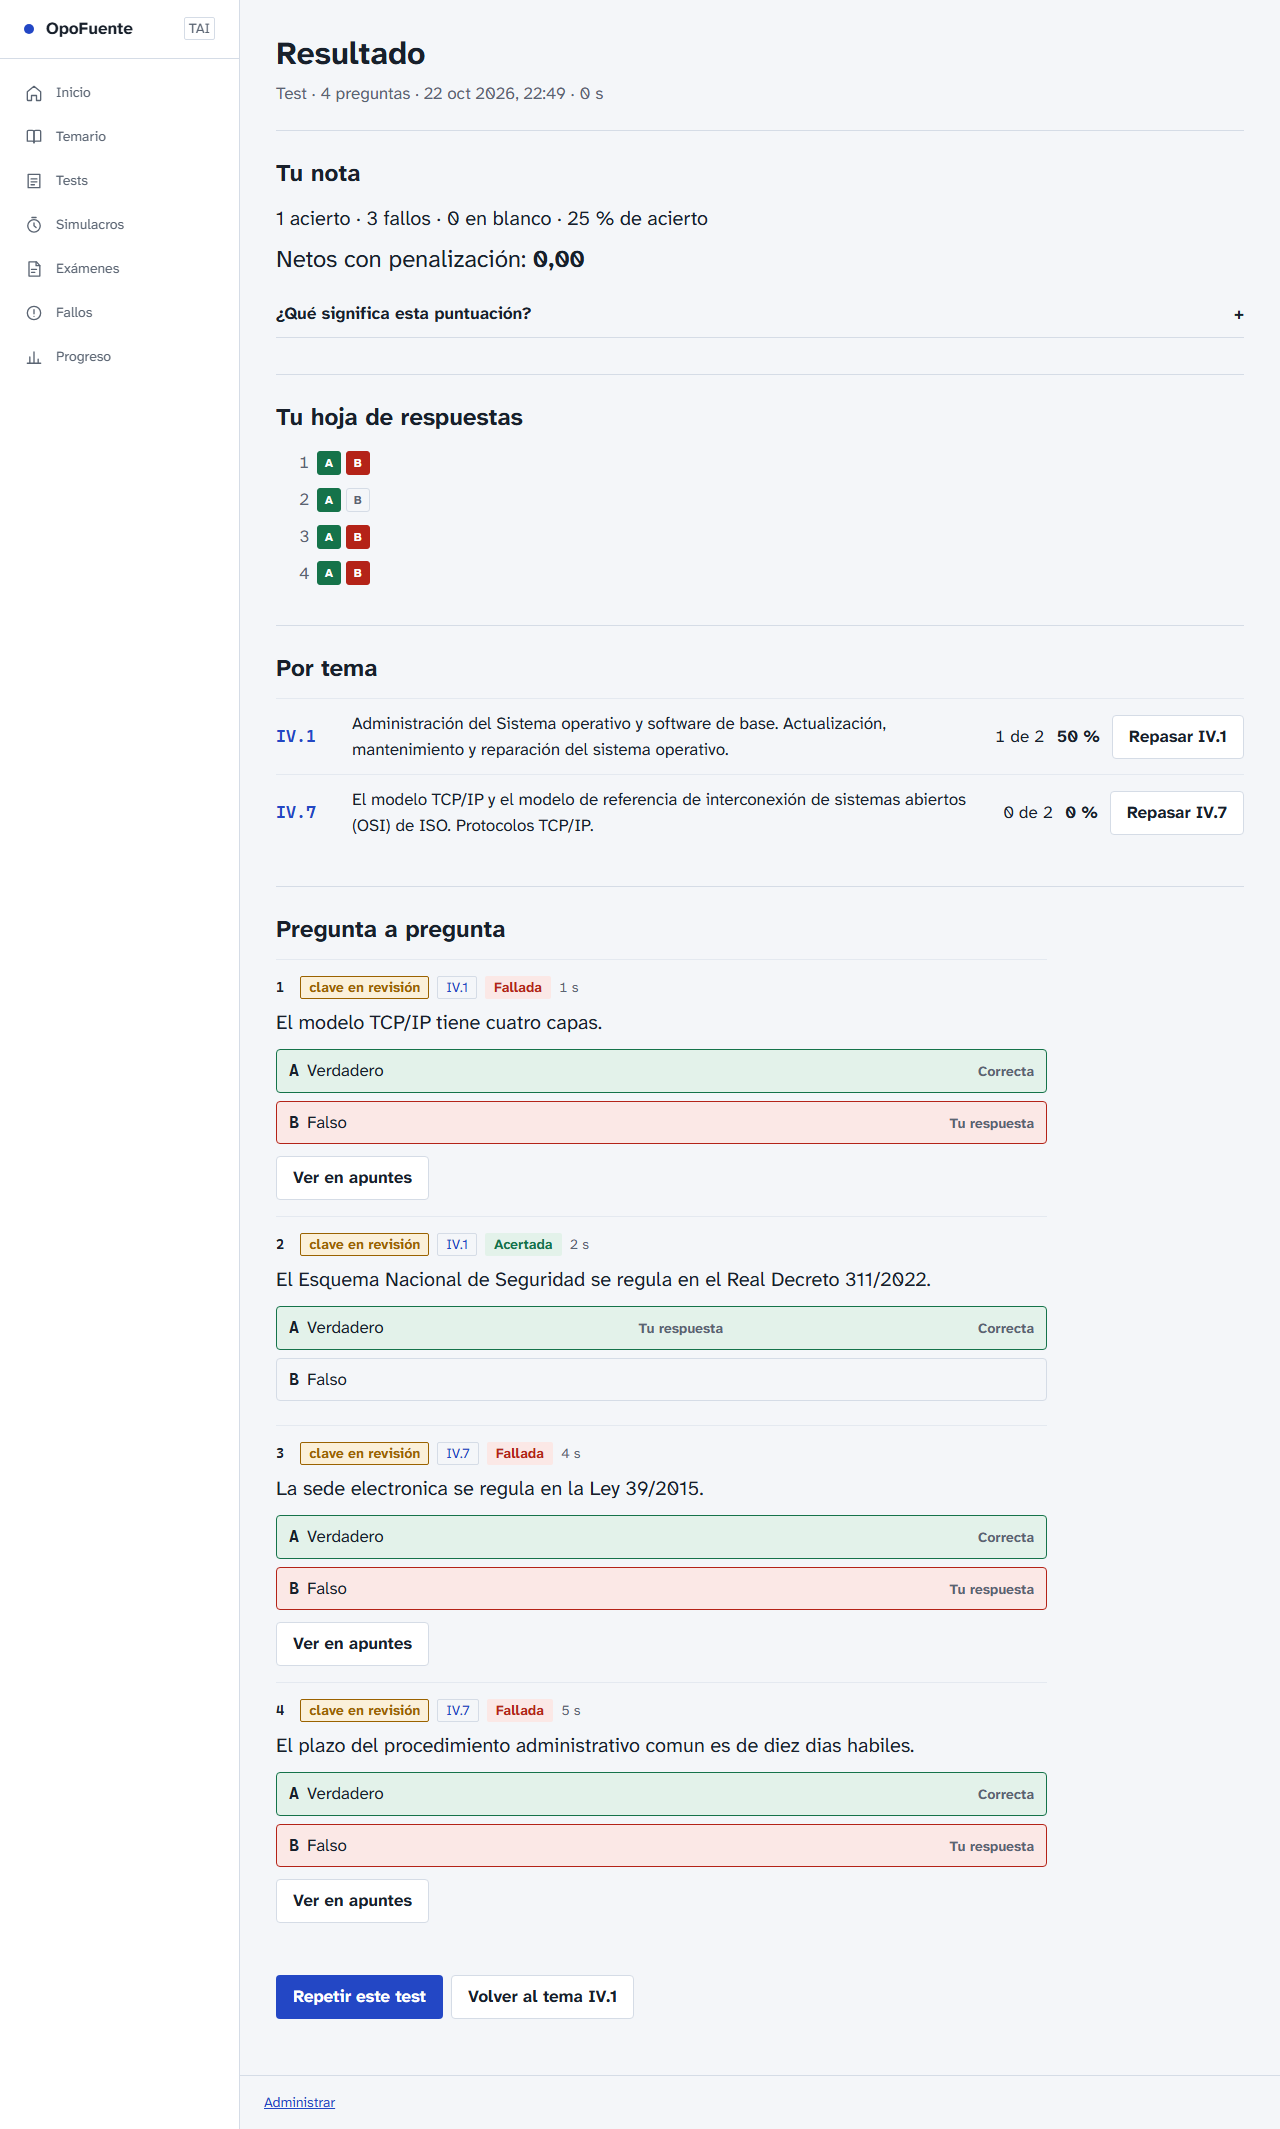 OpoFuente TAI
Inicio
Temario
Tests
Simulacros
Exámenes
Fallos
Progreso
Resultado
Test · 4 preguntas · 22 oct 2026, 22:49 · 0 s
Tu nota
1 acierto · 3 fallos · 0 en blanco · 25 % de acierto
Netos con penalización: 0,00
¿Qué significa esta puntuación? +
Tu hoja de respuestas
1 A B
2 A B
3 A B
4 A B
Por tema
IV.1 Administración del Sistema operativo y software de base. Actualización,
mantenimiento y reparación del sistema operativo.
1 de 2 50 % Repasar IV.1
IV.7 El modelo TCP/IP y el modelo de referencia de interconexión de sistemas abiertos
(OSI) de ISO. Protocolos TCP/IP.
0 de 2 0 % Repasar IV.7
Pregunta a pregunta
1 clave en revisión IV.1 Fallada 1 s
El modelo TCP/IP tiene cuatro capas.
A Verdadero Correcta
B Falso Tu respuesta
Ver en apuntes
2 clave en revisión IV.1 Acertada 2 s
El Esquema Nacional de Seguridad se regula en el Real Decreto 311/2022.
A Verdadero Tu respuesta Correcta
B Falso
3 clave en revisión IV.7 Fallada 4 s
La sede electronica se regula en la Ley 39/2015.
A Verdadero Correcta
B Falso Tu respuesta
Ver en apuntes
4 clave en revisión IV.7 Fallada 5 s
El plazo del procedimiento administrativo comun es de diez dias habiles.
A Verdadero Correcta
B Falso Tu respuesta
Ver en apuntes
Repetir este test Volver al tema IV.1
Administrar